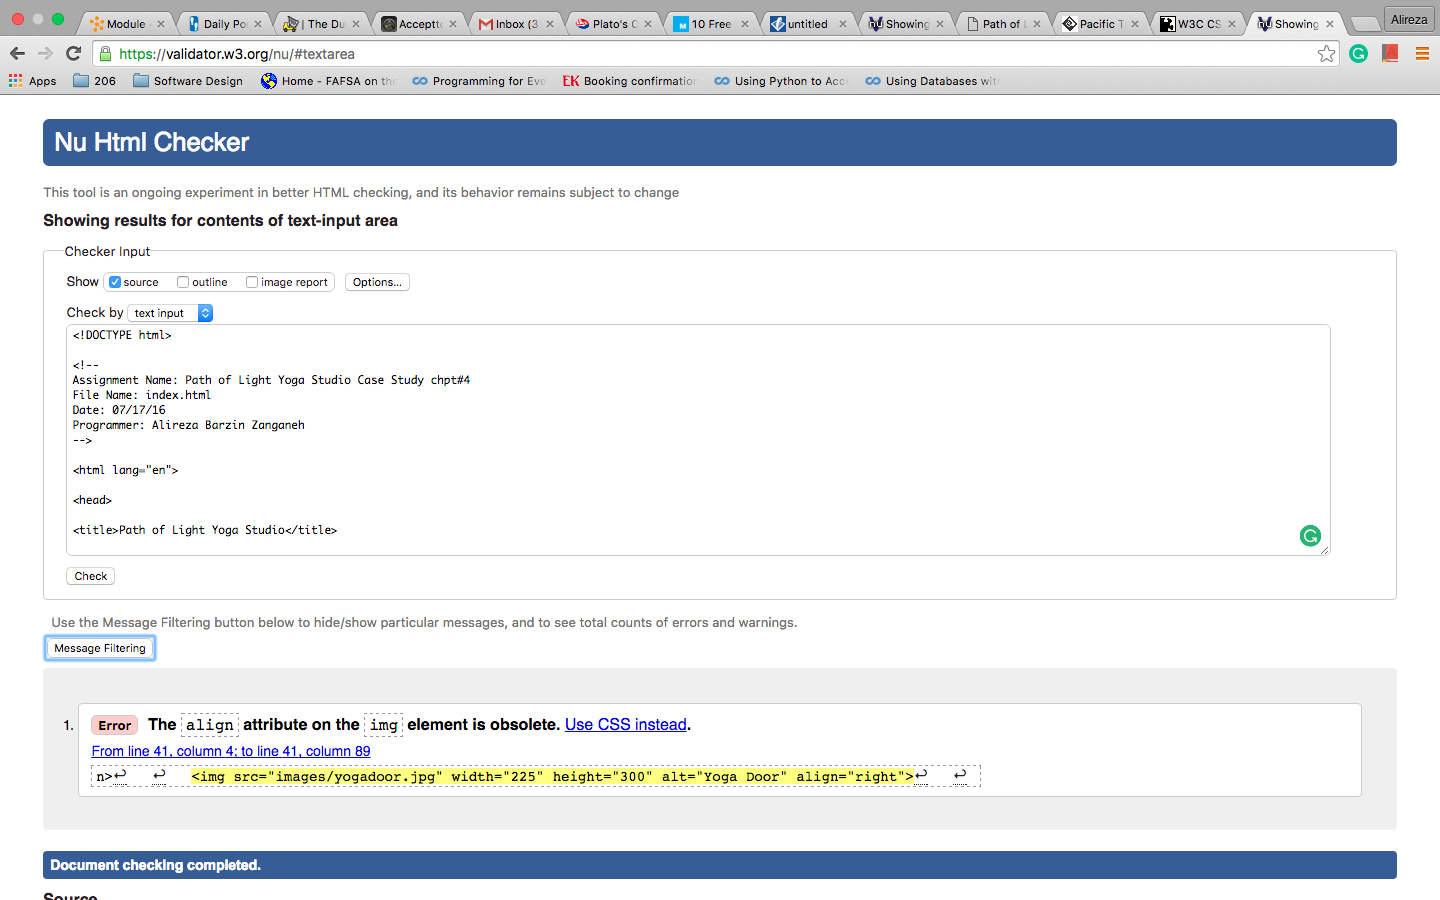 Module
Daily Po
| The Du
Accepto
Inbox (3
Plato's C
10 Free
untitled
Showing
Path of L
Pacific T
W3C CS
Showing
Alireza
https://validator.w3.org/nu/#textarea
Apps
206
Software Design
Home - FAFSA on the
Programming for Eve
EK Booking confirmation
Using Python to Acc
Using Databases with
Nu Html Checker
This tool is an ongoing experiment in better HTML checking, and its behavior remains subject to change
Showing results for contents of text-input area
Checker Input
Show source outline image report Options...
Check by text input
<!DOCTYPE html>
<!--
Assignment Name: Path of Light Yoga Studio Case Study chpt#4
File Name: index.html
Date: 07/17/16
Programmer: Alireza Barzin Zanganeh
-->
<html lang="en">
<head>
<title>Path of Light Yoga Studio</title>
Check
Use the Message Filtering button below to hide/show particular messages, and to see total counts of errors and warnings.
Message Filtering
1. Error The align attribute on the img element is obsolete. Use CSS instead.
From line 41, column 4; to line 41, column 89
n>↩ ↩ <img src="images/yogadoor.jpg" width="225" height="300" alt="Yoga Door" align="right">↩ ↩
Document checking completed.
Source